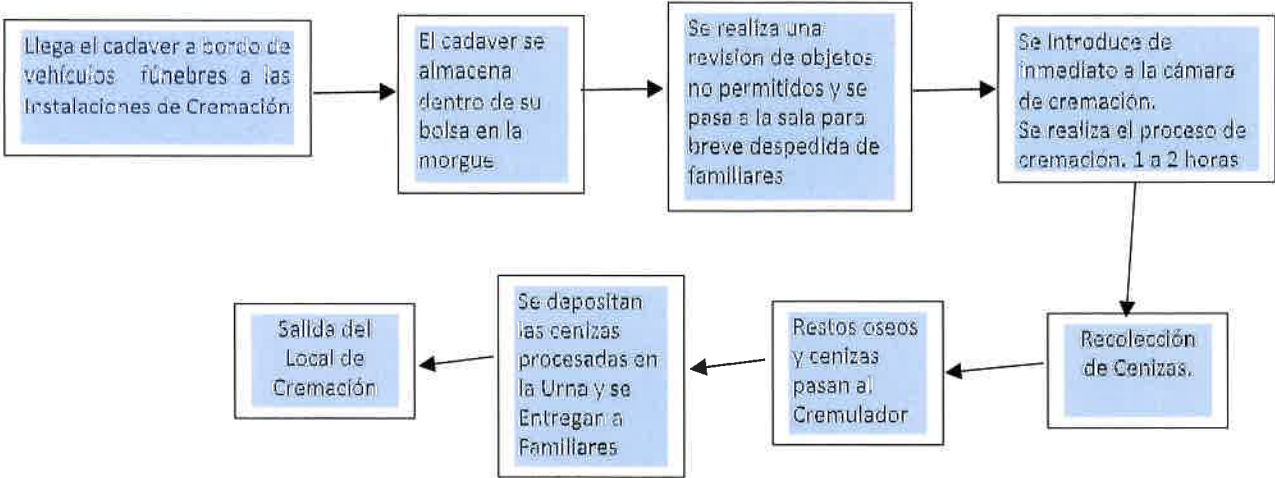 Llega el cadaver a bordo de
vehículos fúnebres a las
Instalaciones de Cremación
El cadaver se
almacena
dentro de su
bolsa en la
morgue
Se realiza una
revision de objetos
no permitidos y se
pasa a la sala para
breve despedida de
familiares
Se Introduce de
inmediato a la cámara
de cremación.
Se realiza el proceso de
cremación. 1 a 2 horas
Recolección
de Cenizas.
Restos oseos
y cenizas
pasan al
Cremulador
Se depositan
las cenizas
procesadas en
la Urna y se
Entregan a
Familiares
Salida del
Local de
Cremación